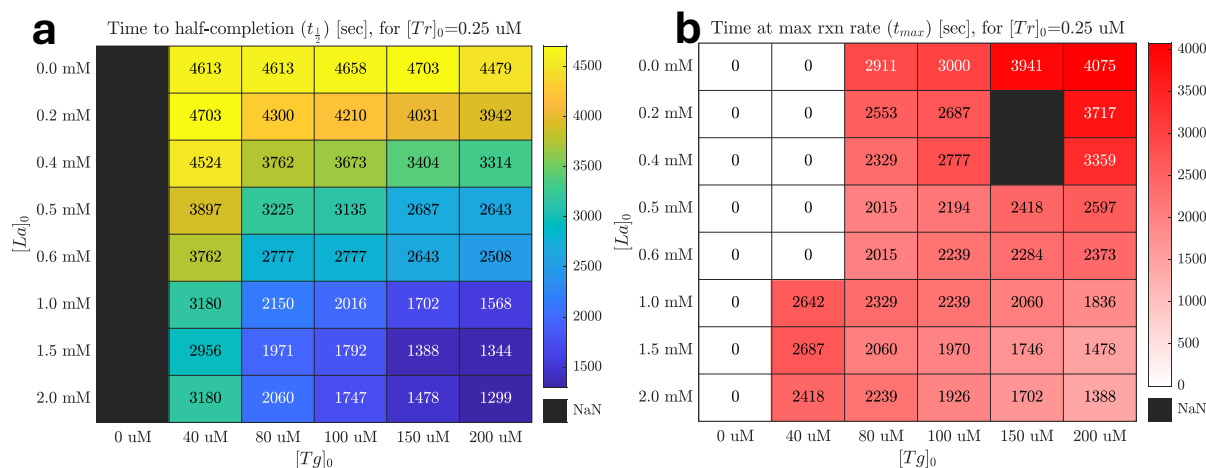 a
Time to half-completion (t_{1/2}) [sec], for [Tr]_0=0.25 uM
0.0 mM 4613 4613 4658 4703 4479
0.2 mM 4703 4300 4210 4031 3942
0.4 mM 4524 3762 3673 3404 3314
0.5 mM 3897 3225 3135 2687 2643
0.6 mM 3762 2777 2777 2643 2508
1.0 mM 3180 2150 2016 1702 1568
1.5 mM 2956 1971 1792 1388 1344
2.0 mM 3180 2060 1747 1478 1299
0 uM 40 uM 80 uM 100 uM 150 uM 200 uM
[La]_0
[Tg]_0
4500
4000
3500
3000
2500
2000
1500
NaN
b
Time at max rxn rate (t_{max}) [sec], for [Tr]_0=0.25 uM
0.0 mM 0 0 2911 3000 3941 4075
0.2 mM 0 0 2553 2687 3717
0.4 mM 0 0 2329 2777 3359
0.5 mM 0 0 2015 2194 2418 2597
0.6 mM 0 0 2015 2239 2284 2373
1.0 mM 0 2642 2329 2239 2060 1836
1.5 mM 0 2687 2060 1970 1746 1478
2.0 mM 0 2418 2239 1926 1702 1388
0 uM 40 uM 80 uM 100 uM 150 uM 200 uM
[La]_0
[Tg]_0
4000
3500
3000
2500
2000
1500
1000
500
0
NaN